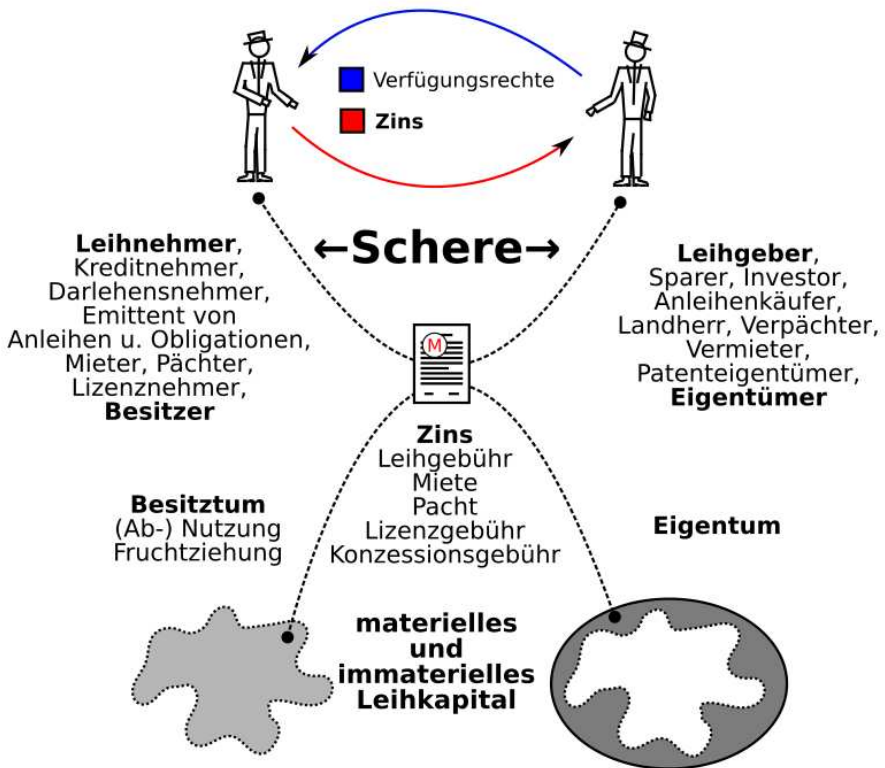 Verfügungsrechte
Zins
←Schere→
Leihnehmer,
Kreditnehmer,
Darlehensnehmer,
Emittent von
Anleihen u. Obligationen,
Mieter, Pächter,
Lizenznehmer,
Besitzer
Leihgeber,
Sparer, Investor,
Anleihenkäufer,
Landherr, Verpächter,
Vermieter,
Patenteigentümer,
Eigentümer
M
Zins
Leihgebühr
Miete
Pacht
Lizenzgebühr
Konzessionsgebühr
Besitztum
(Ab-) Nutzung
Fruchtziehung
Eigentum
materielles
und
immaterielles
Leihkapital